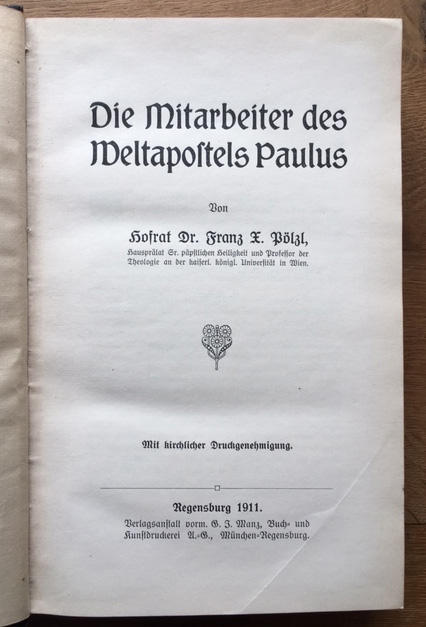 Die Mitarbeiter des
Weltapoſtels Paulus
Von
Hofrat Dr. Franz X. Pölzl,
Hausprälat Sr. päpſtlichen Heiligkeit und Profeſſor der
Theologie an der kaiſerl. königl. Univerſität in Wien.
Mit kirchlicher Druckgenehmigung.
Regensburg 1911.
Verlagsanſtalt vorm. G. J. Manz, Buch- und
Kunſtdruckerei A.-G., München-Regensburg.